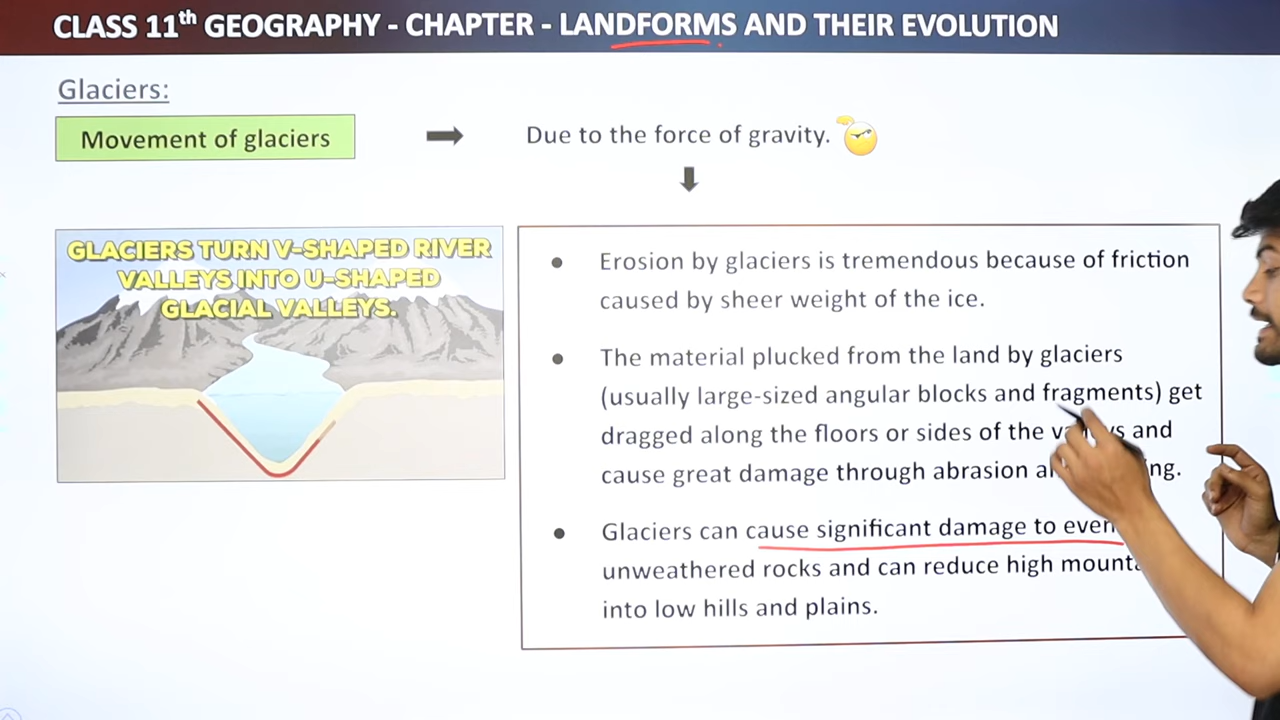 CLASS 11th GEOGRAPHY - CHAPTER - LANDFORMS AND THEIR EVOLUTION
Glaciers:
Movement of glaciers
Due to the force of gravity.
GLACIERS TURN V-SHAPED RIVER
VALLEYS INTO U-SHAPED
GLACIAL VALLEYS.
Erosion by glaciers is tremendous because of friction
caused by sheer weight of the ice.
The material plucked from the land by glaciers
(usually large-sized angular blocks and fragments) get
dragged along the floors or sides of the and
cause great damage through abrasion
Glaciers can cause significant damage to even
unweathered rocks and can reduce high
into low hills and plains.